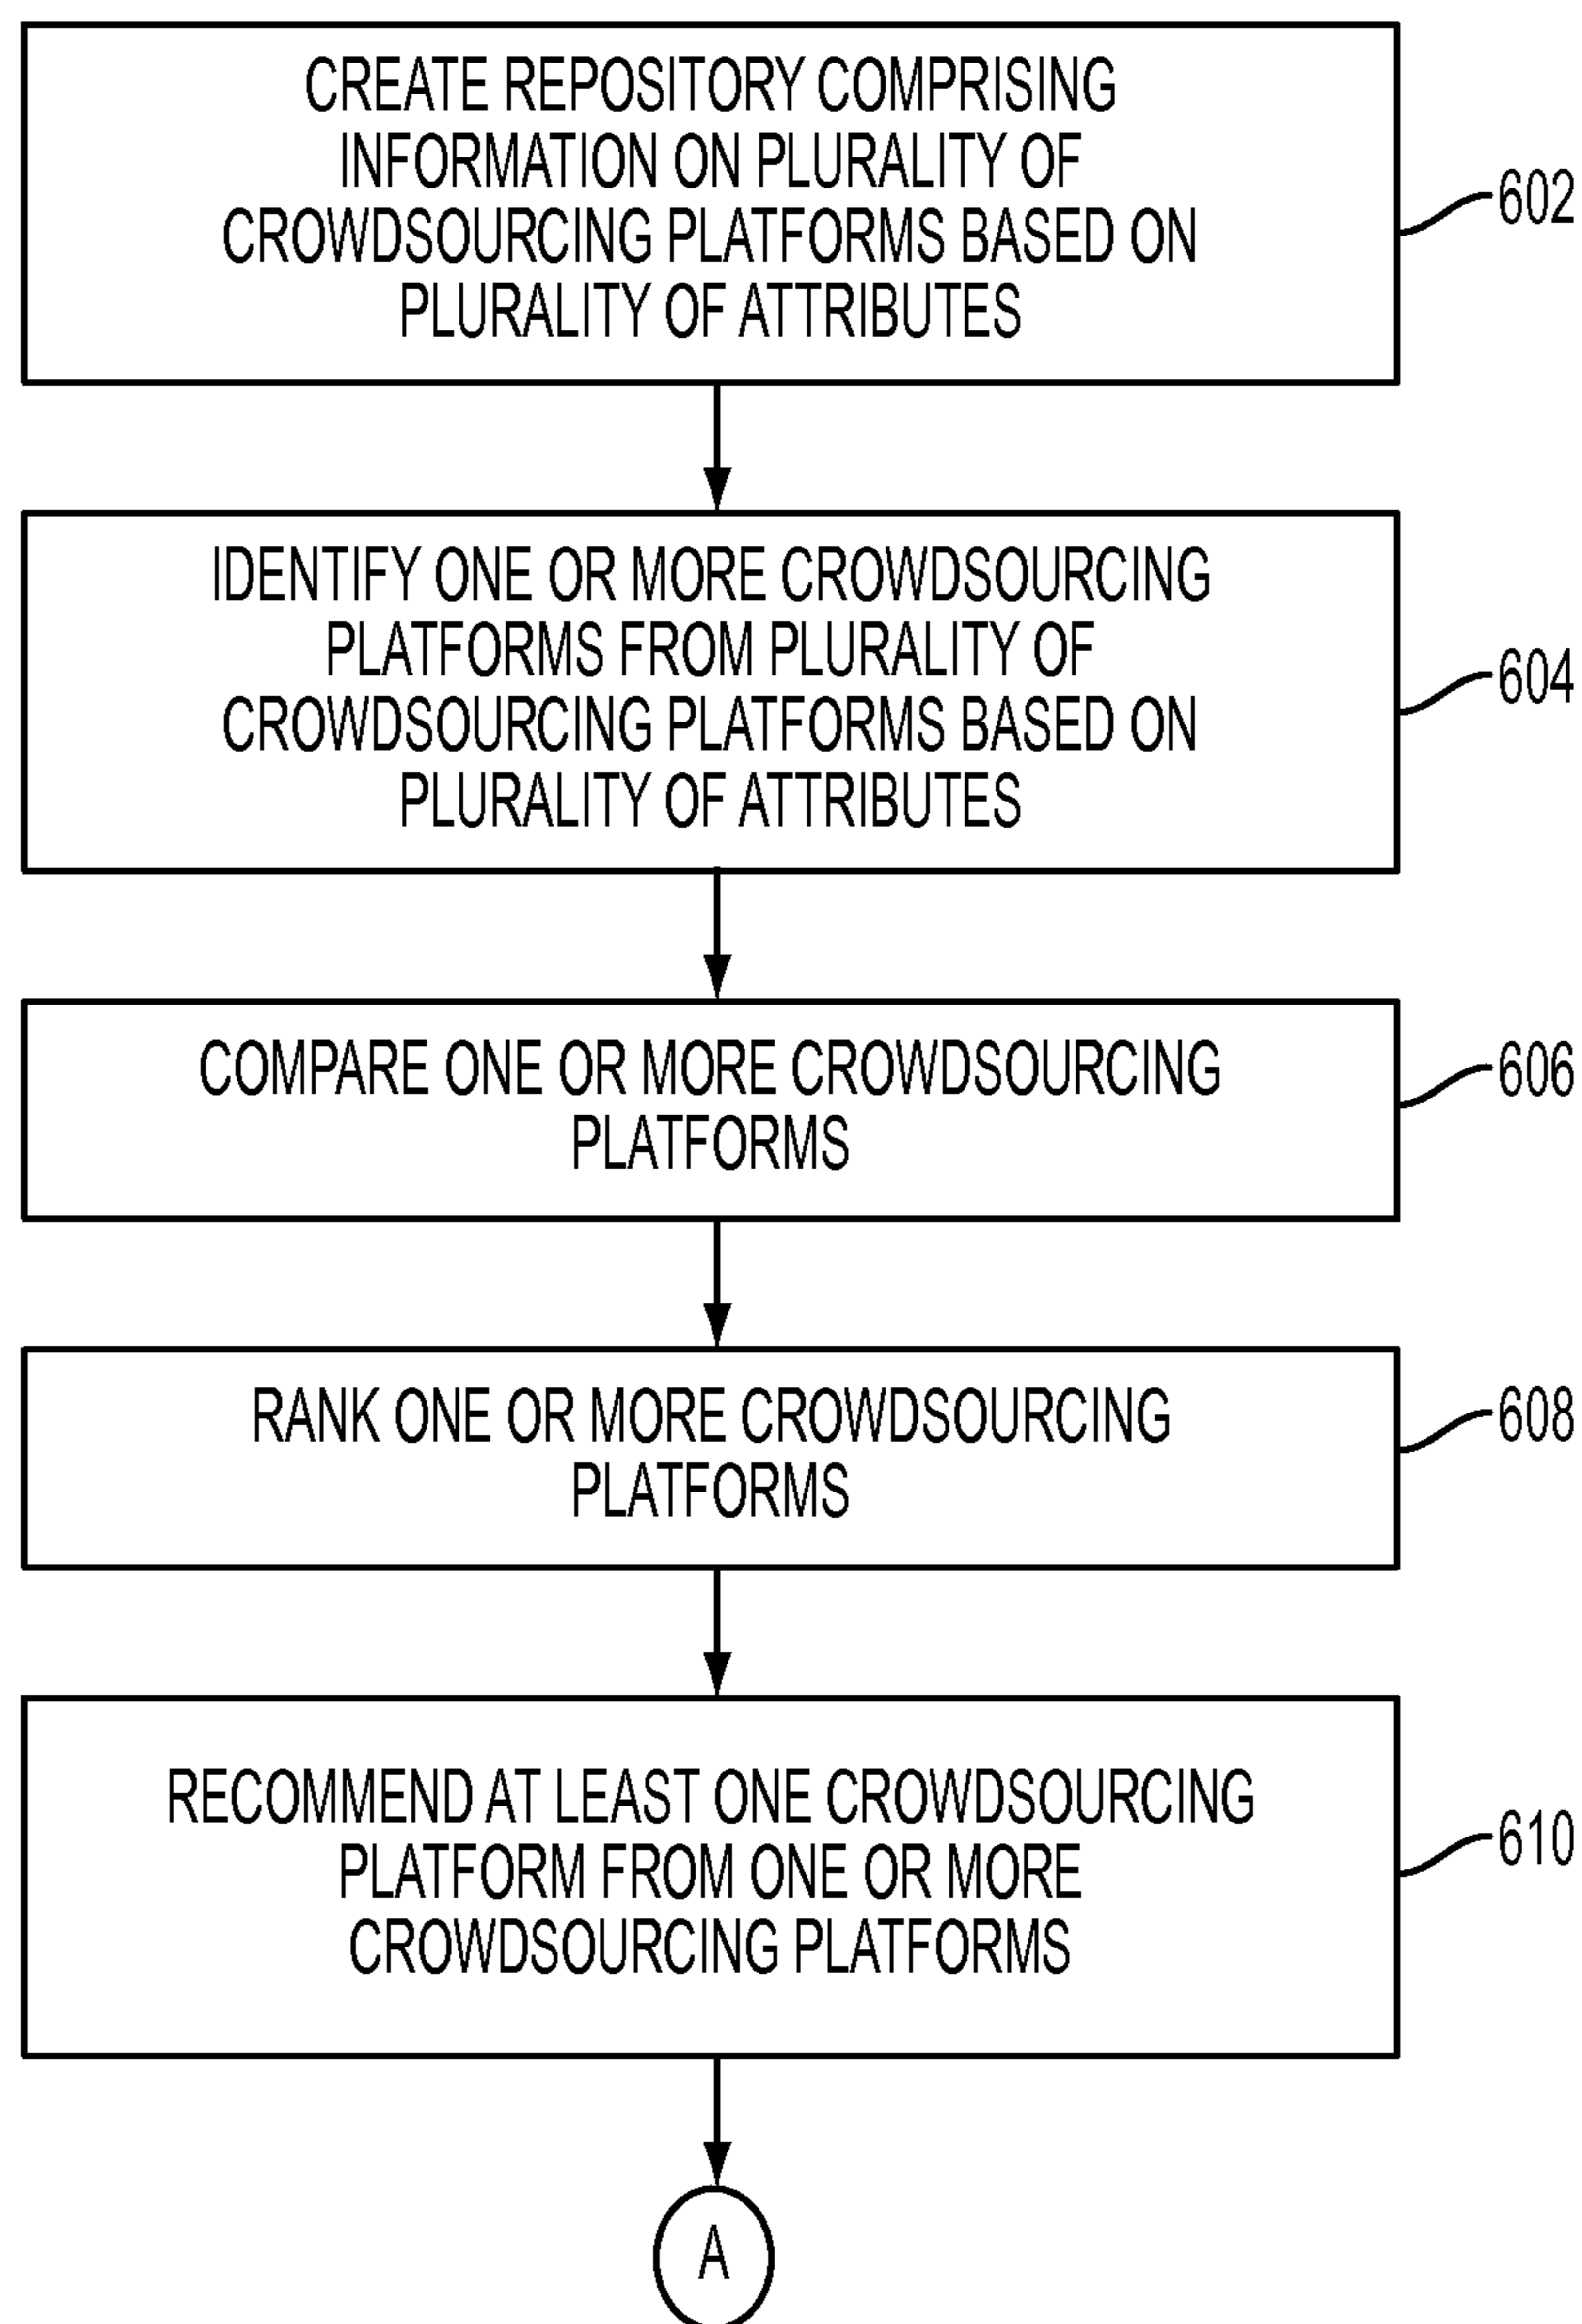 CREATE REPOSITORY COMPRISING
INFORMATION ON PLURALITY OF
CROWDSOURCING PLATFORMS BASED ON
PLURALITY OF ATTRIBUTES
602
IDENTIFY ONE OR MORE CROWDSOURCING
PLATFORMS FROM PLURALITY OF
CROWDSOURCING PLATFORMS BASED ON
PLURALITY OF ATTRIBUTES
604
COMPARE ONE OR MORE CROWDSOURCING
PLATFORMS
606
RANK ONE OR MORE CROWDSOURCING
PLATFORMS
608
RECOMMEND AT LEAST ONE CROWDSOURCING
PLATFORM FROM ONE OR MORE
CROWDSOURCING PLATFORMS
610
A